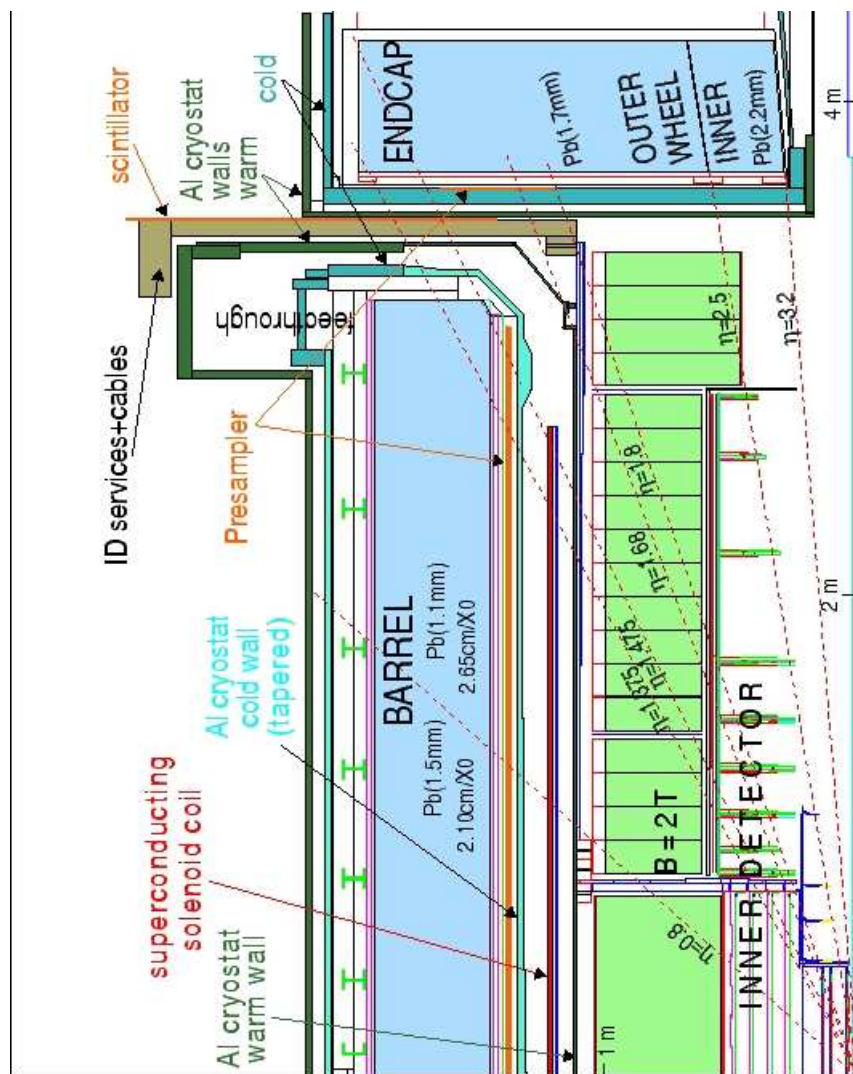 scintillator
Al cryostat
walls
warm
cold
ID services+cables
feedthrough
Presampler
Al cryostat
cold wall
(tapered)
superconducting
solenoid coil
Al cryostat
warm wall
ENDCAP
Pb(1.7mm)
OUTER
WHEEL
INNER
Pb(2.2mm)
4 m
BARREL
Pb(1.5mm)
2.10cm/X0
Pb(1.1mm)
2.65cm/X0
η=2.5
η=3.2
η=1.8
η=1.68
η=1.475
η=1.375
η=0.8
2 m
B = 2 T
INNER DETECTOR
1 m